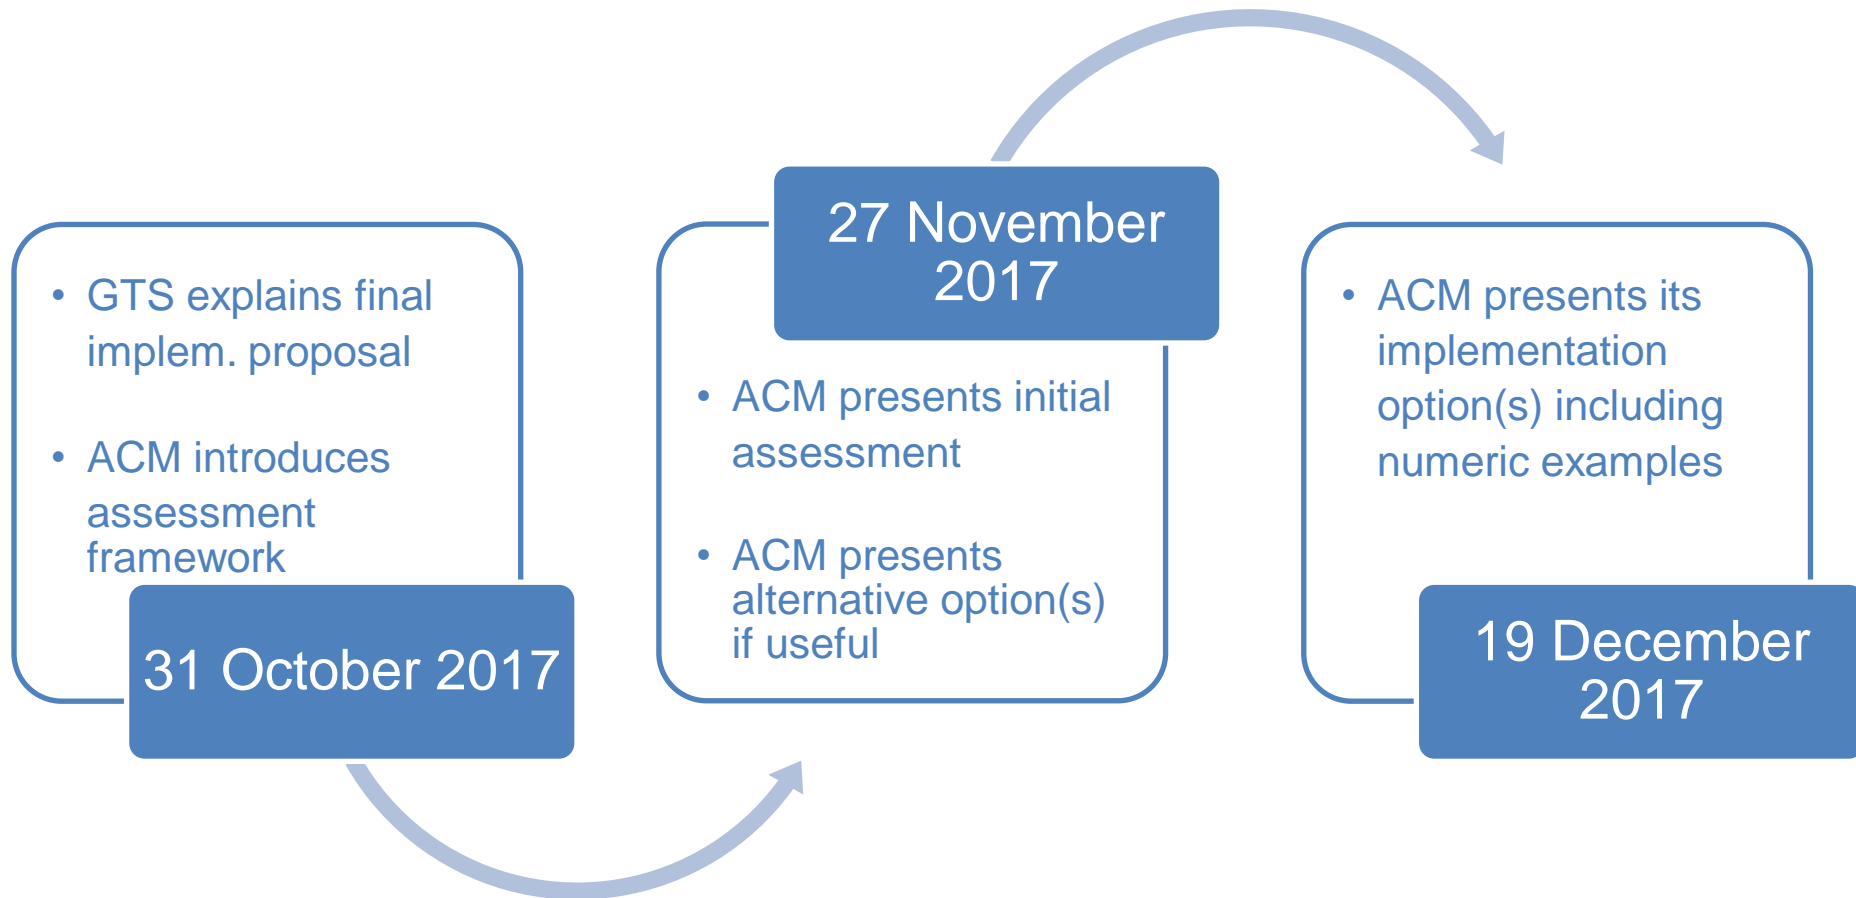 • GTS explains final
implem. proposal
• ACM introduces
assessment
framework
31 October 2017
27 November
2017
• ACM presents initial
assessment
• ACM presents
alternative option(s)
if useful
• ACM presents its
implementation
option(s) including
numeric examples
19 December
2017